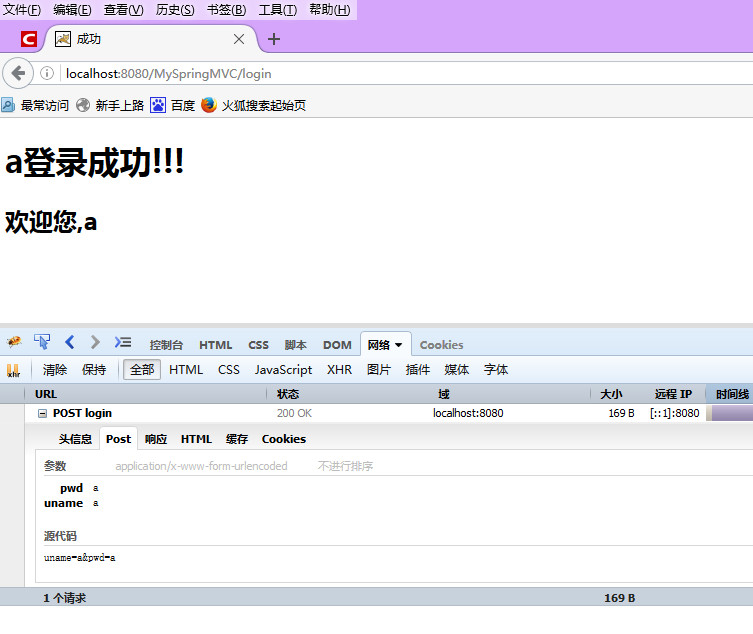 文件(F) 编辑(E) 查看(V) 历史(S) 书签(B) 工具(T) 帮助(H)
C 成功
localhost:8080/MySpringMVC/login
最常访问 新手上路 百度 火狐搜索起始页
a登录成功!!!
欢迎您,a
控制台 HTML CSS 脚本 DOM 网络 Cookies
xhr 清除 保持 全部 HTML CSS JavaScript XHR 图片 插件 媒体 字体
URL 状态 域 大小 远程 IP 时间线
POST login 200 OK localhost:8080 169 B [::1]:8080
头信息 Post 响应 HTML 缓存 Cookies
参数 application/x-www-form-urlencoded 不进行排序
pwd a
uname a
源代码
uname=a&pwd=a
1 个请求 169 B